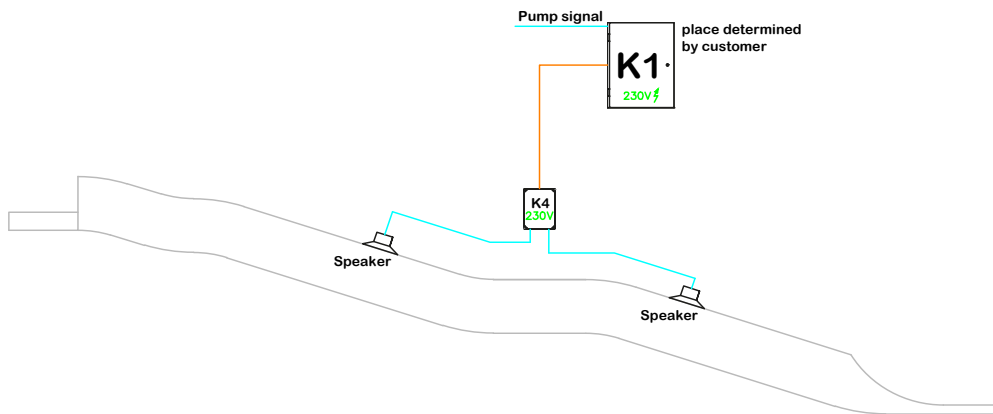 Pump signal
place determined
by customer
K1
230V
K4
230V
Speaker
Speaker